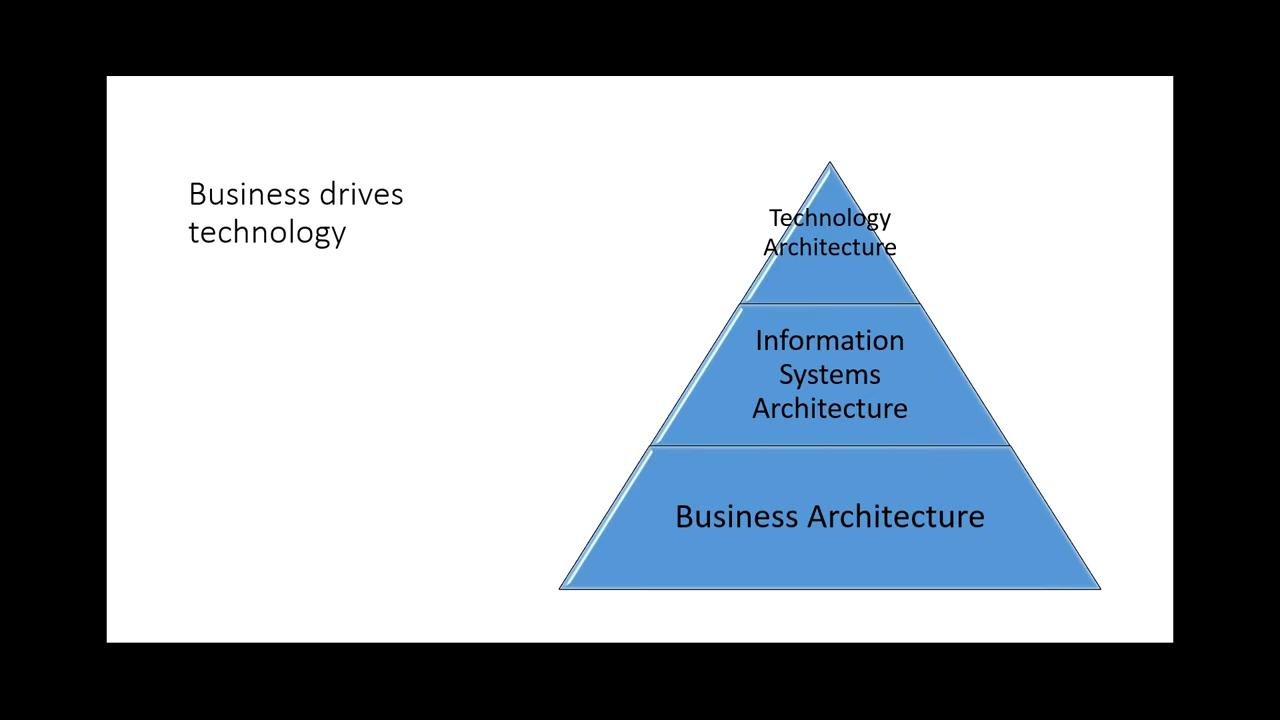 Business drives
technology
Technology
Architecture
Information
Systems
Architecture
Business Architecture